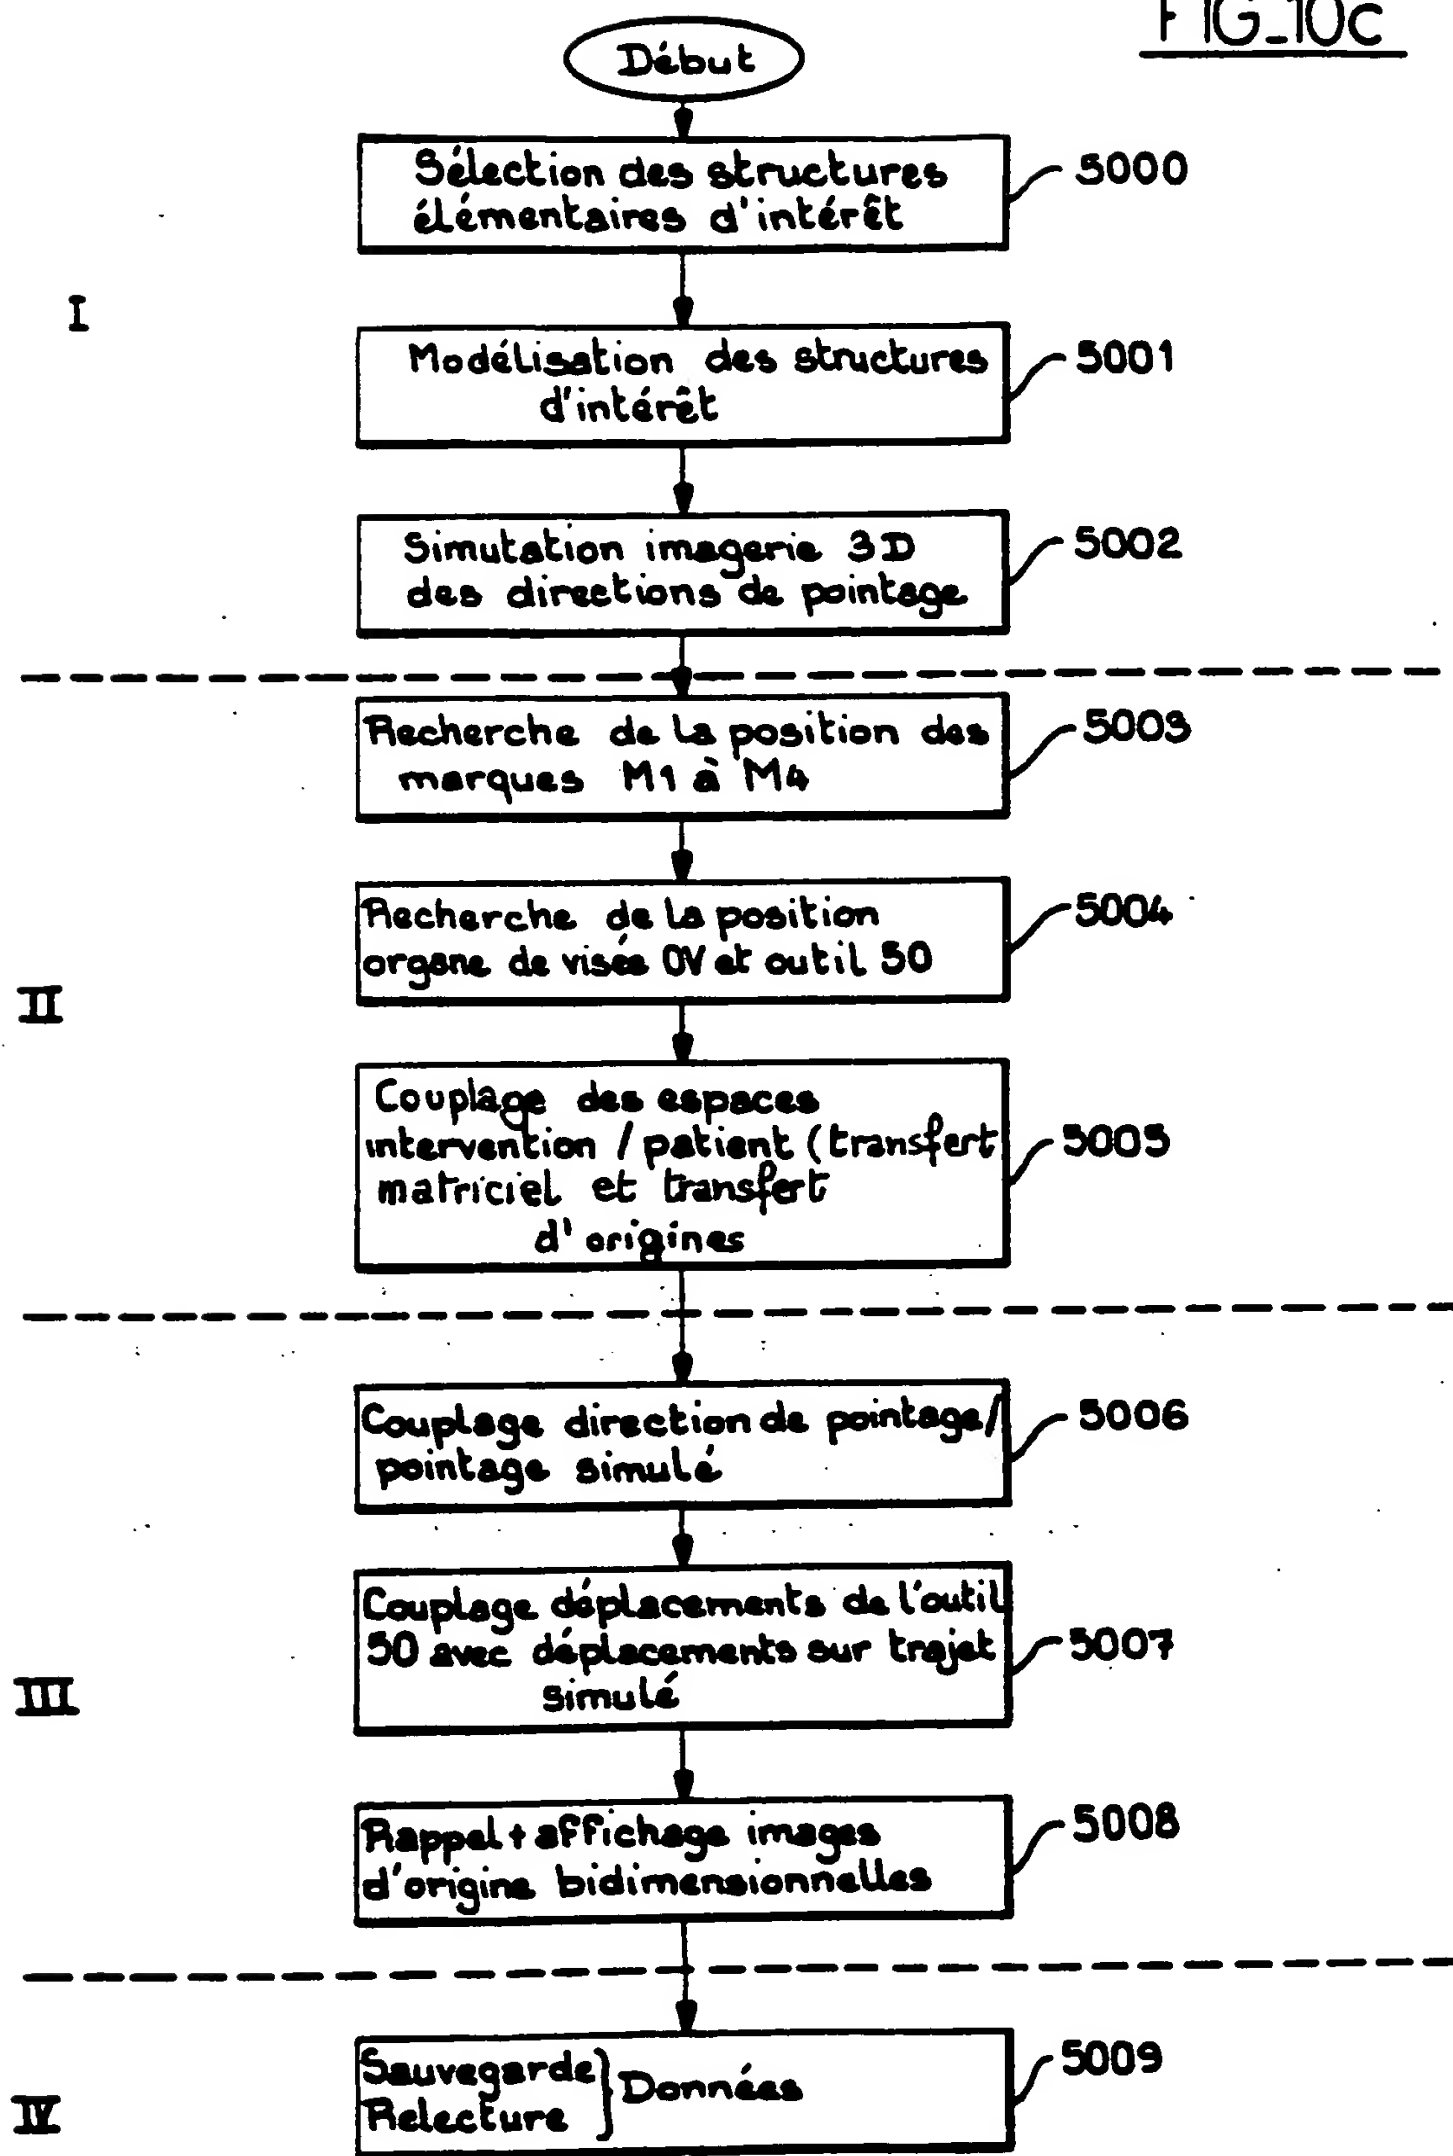 FIG_10c
Début
Sélection des structures
élémentaires d'intérêt
5000
I
Modélisation des structures
d'intérêt
5001
Simutation imagerie 3D
des directions de pointage
5002
Recherche de la position des
marques M1 à M4
5003
Recherche de la position
organe de visée OV et outil 50
5004
II
Couplage des espaces
intervention / patient (transfert
matriciel et transfert
d'origines
5005
Couplage direction de pointage/
pointage simulé
5006
Couplage déplacements de l'outil
50 avec déplacements sur trajet
simulé
5007
III
Rappel + affichage images
d'origine bidimensionnelles
5008
Sauvegarde
Relecture
} Données
5009
IV